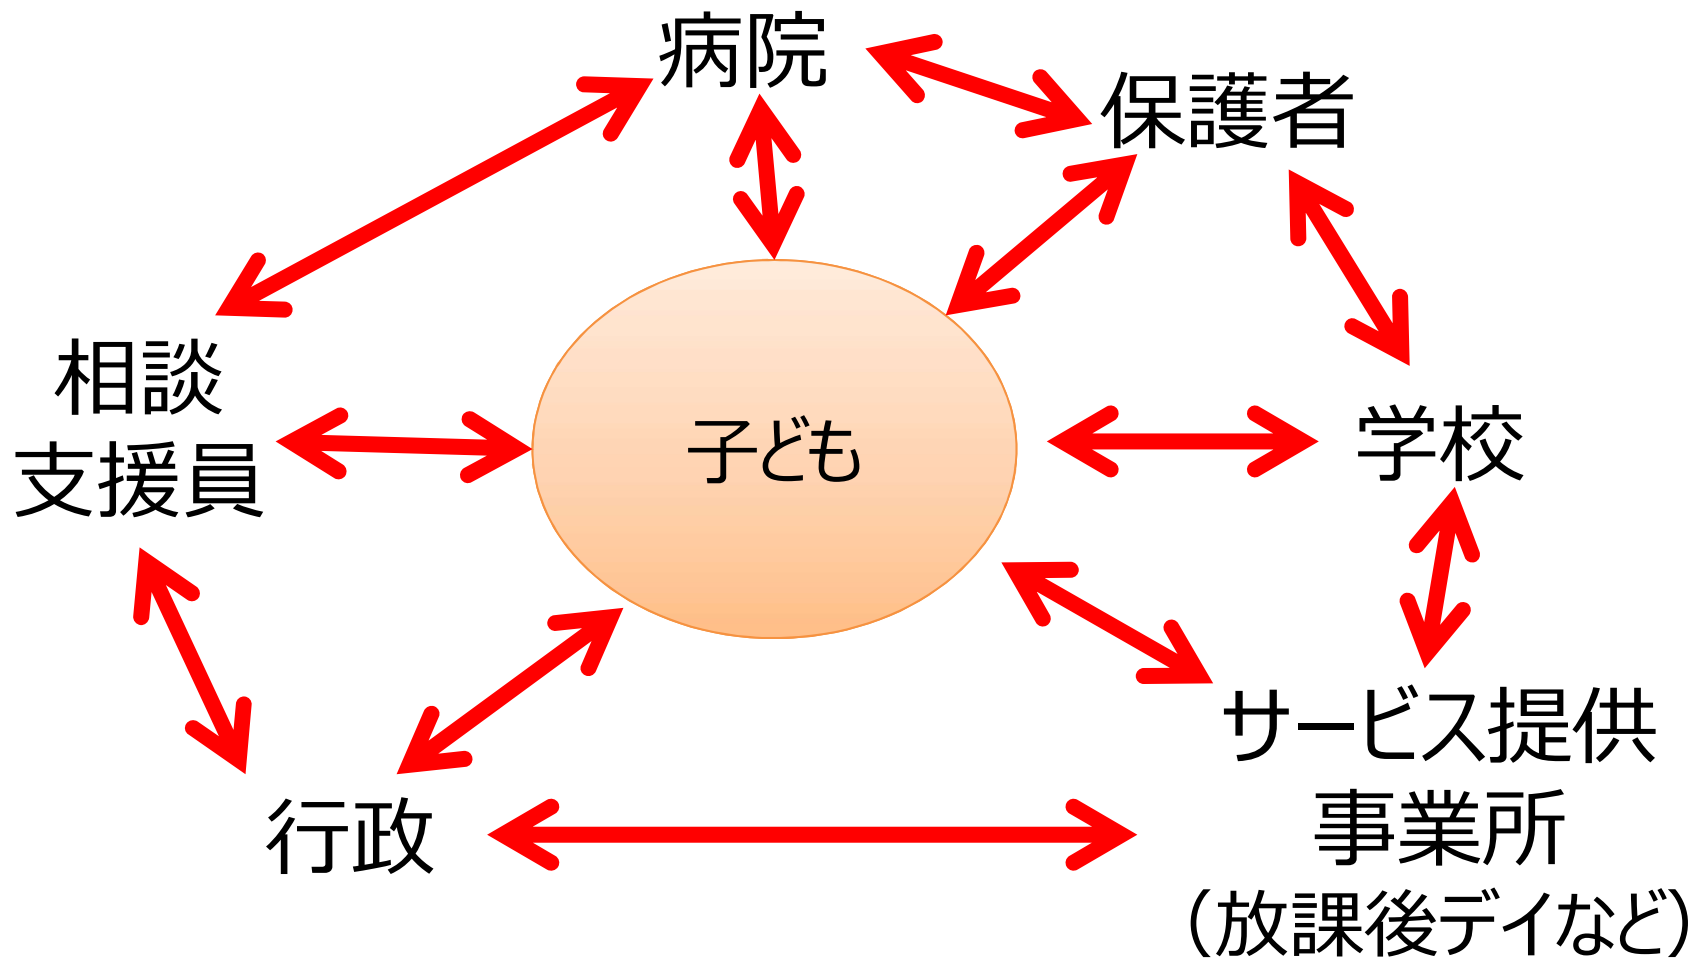 病院
保護者
相談
支援員
子ども
学校
サービス提供
事業所
（放課後デイなど）
行政